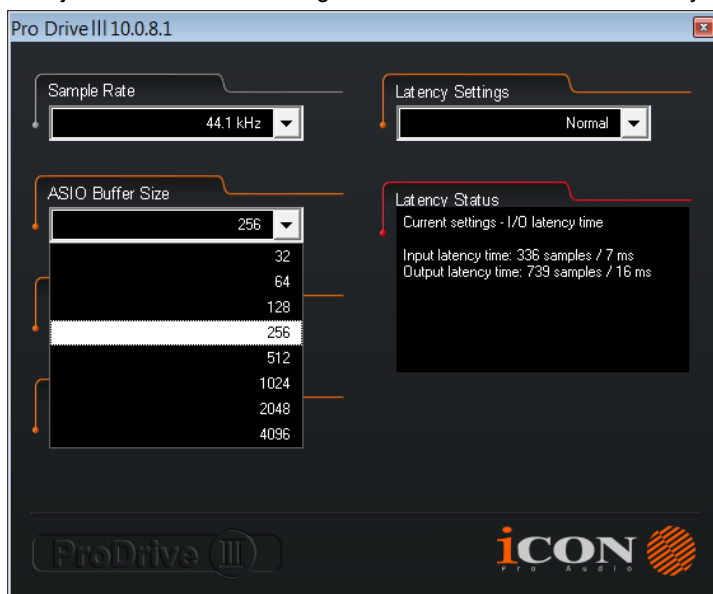 Pro Drive III 10.0.8.1
Sample Rate
44.1 kHz
Latency Settings
Normal
ASIO Buffer Size
256
32
64
128
256
512
1024
2048
4096
Latency Status
Current settings - I/O latency time
Input latency time: 336 samples / 7 ms
Output latency time: 739 samples / 16 ms
ProDrive III
iCON
Pro Audio